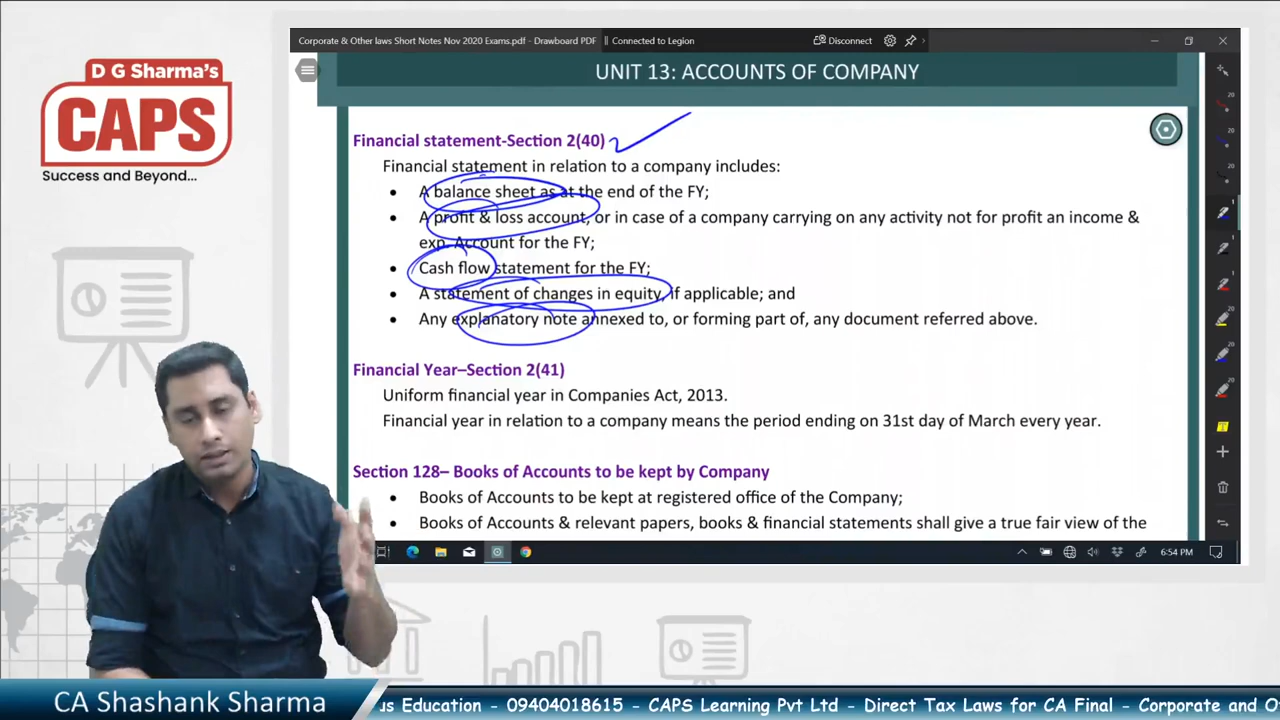 D G Sharma's
CAPS
Success and Beyond...
Corporate & Other laws Short Notes Nov 2020 Exams.pdf - Drawboard PDF
Connected to Legion
Disconnect
UNIT 13: ACCOUNTS OF COMPANY
Financial statement-Section 2(40)
Financial statement in relation to a company includes:
• A balance sheet as at the end of the FY;
• A profit & loss account, or in case of a company carrying on any activity not for profit an income &
exp. Account for the FY;
• Cash flow statement for the FY;
• A statement of changes in equity, if applicable; and
• Any explanatory note annexed to, or forming part of, any document referred above.
Financial Year–Section 2(41)
Uniform financial year in Companies Act, 2013.
Financial year in relation to a company means the period ending on 31st day of March every year.
Section 128– Books of Accounts to be kept by Company
• Books of Accounts to be kept at registered office of the Company;
• Books of Accounts & relevant papers, books & financial statements shall give a true fair view of the
6:54 PM
CA Shashank Sharma
us Education - 09404018615 – CAPS Learning Pvt Ltd – Direct Tax Laws for CA Final – Corporate and O